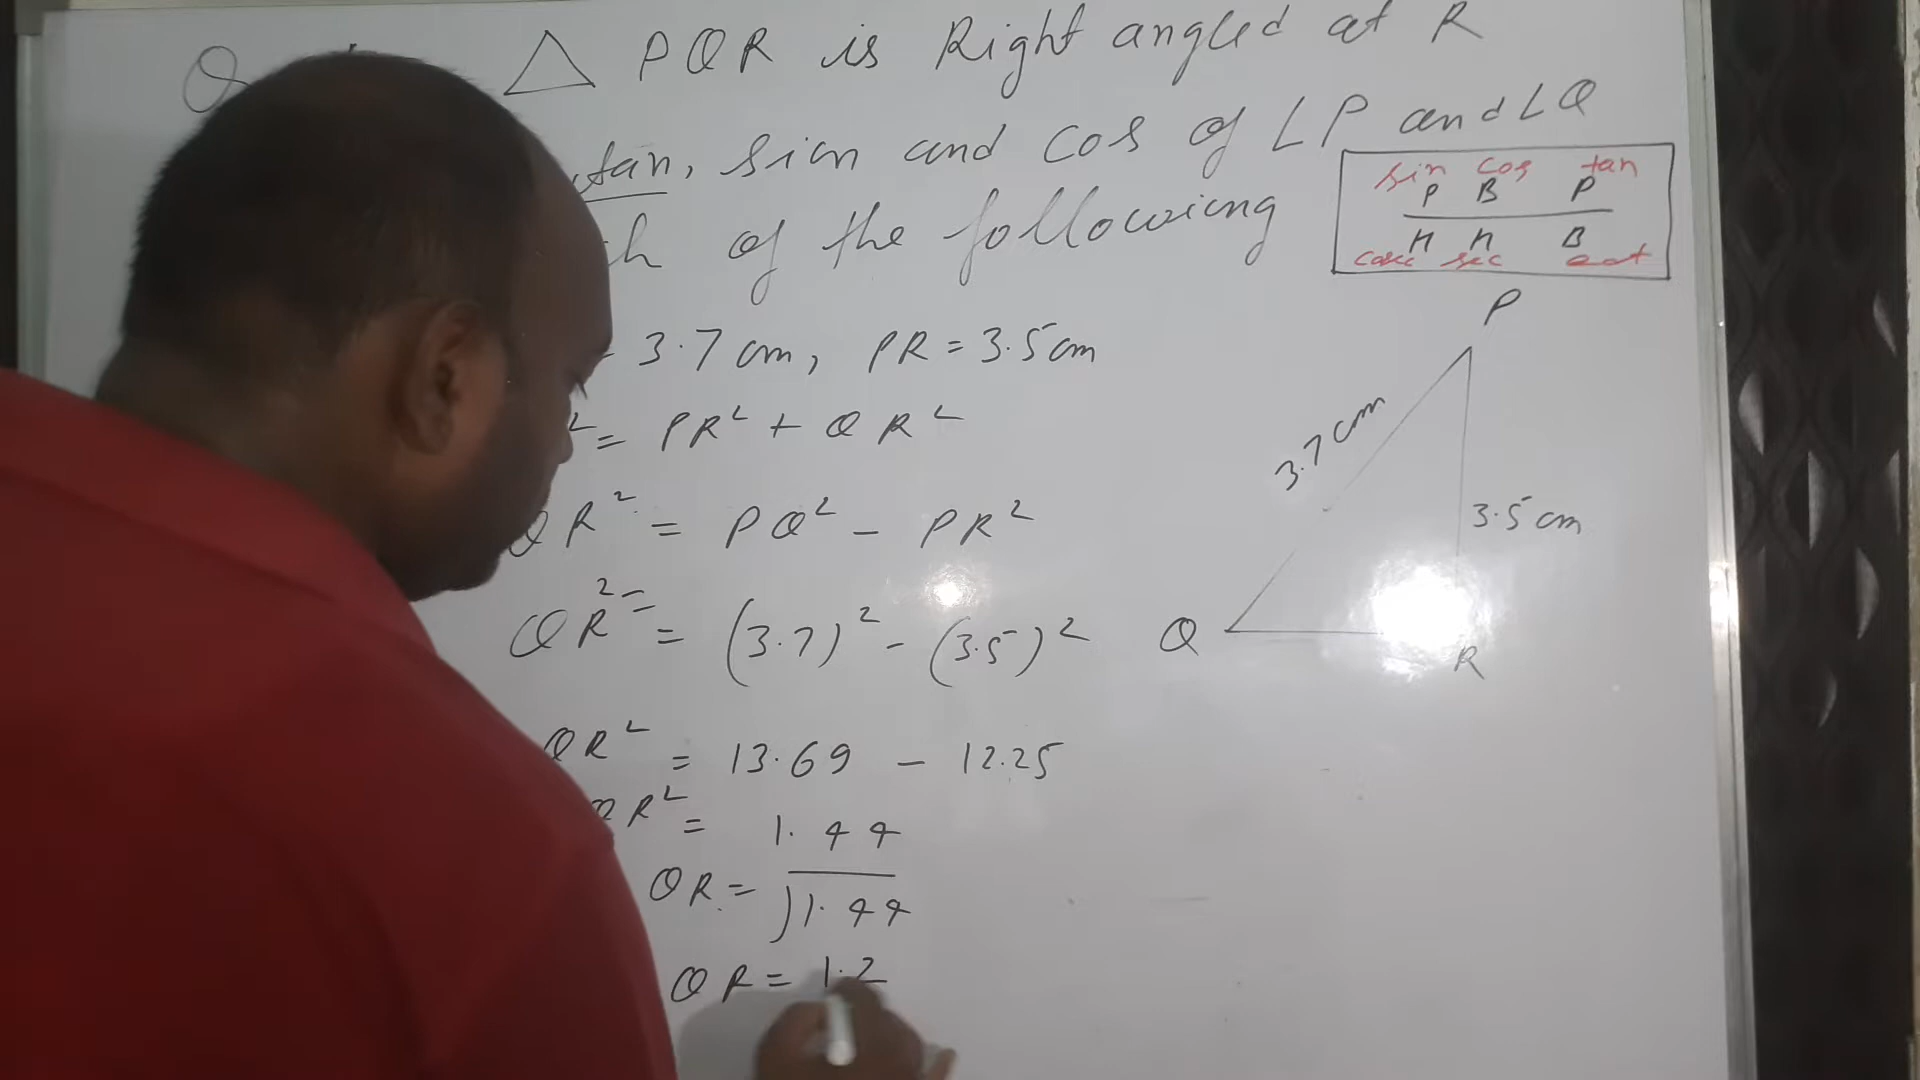 △ PQR is Right angled at R
tan, sin and cos of ∠P and ∠Q
h of the following
sin cos tan
P B P
H H B
cosec sec cot
3.7 cm, PR = 3.5 cm
² = PR² + QR²
QR² = PQ² - PR²
QR² = (3.7)² - (3.5)²
QR² = 13.69 - 12.25
QR² = 1.44
QR = √1.44
QR = 1.2
P
3.7 cm
3.5 cm
Q
R